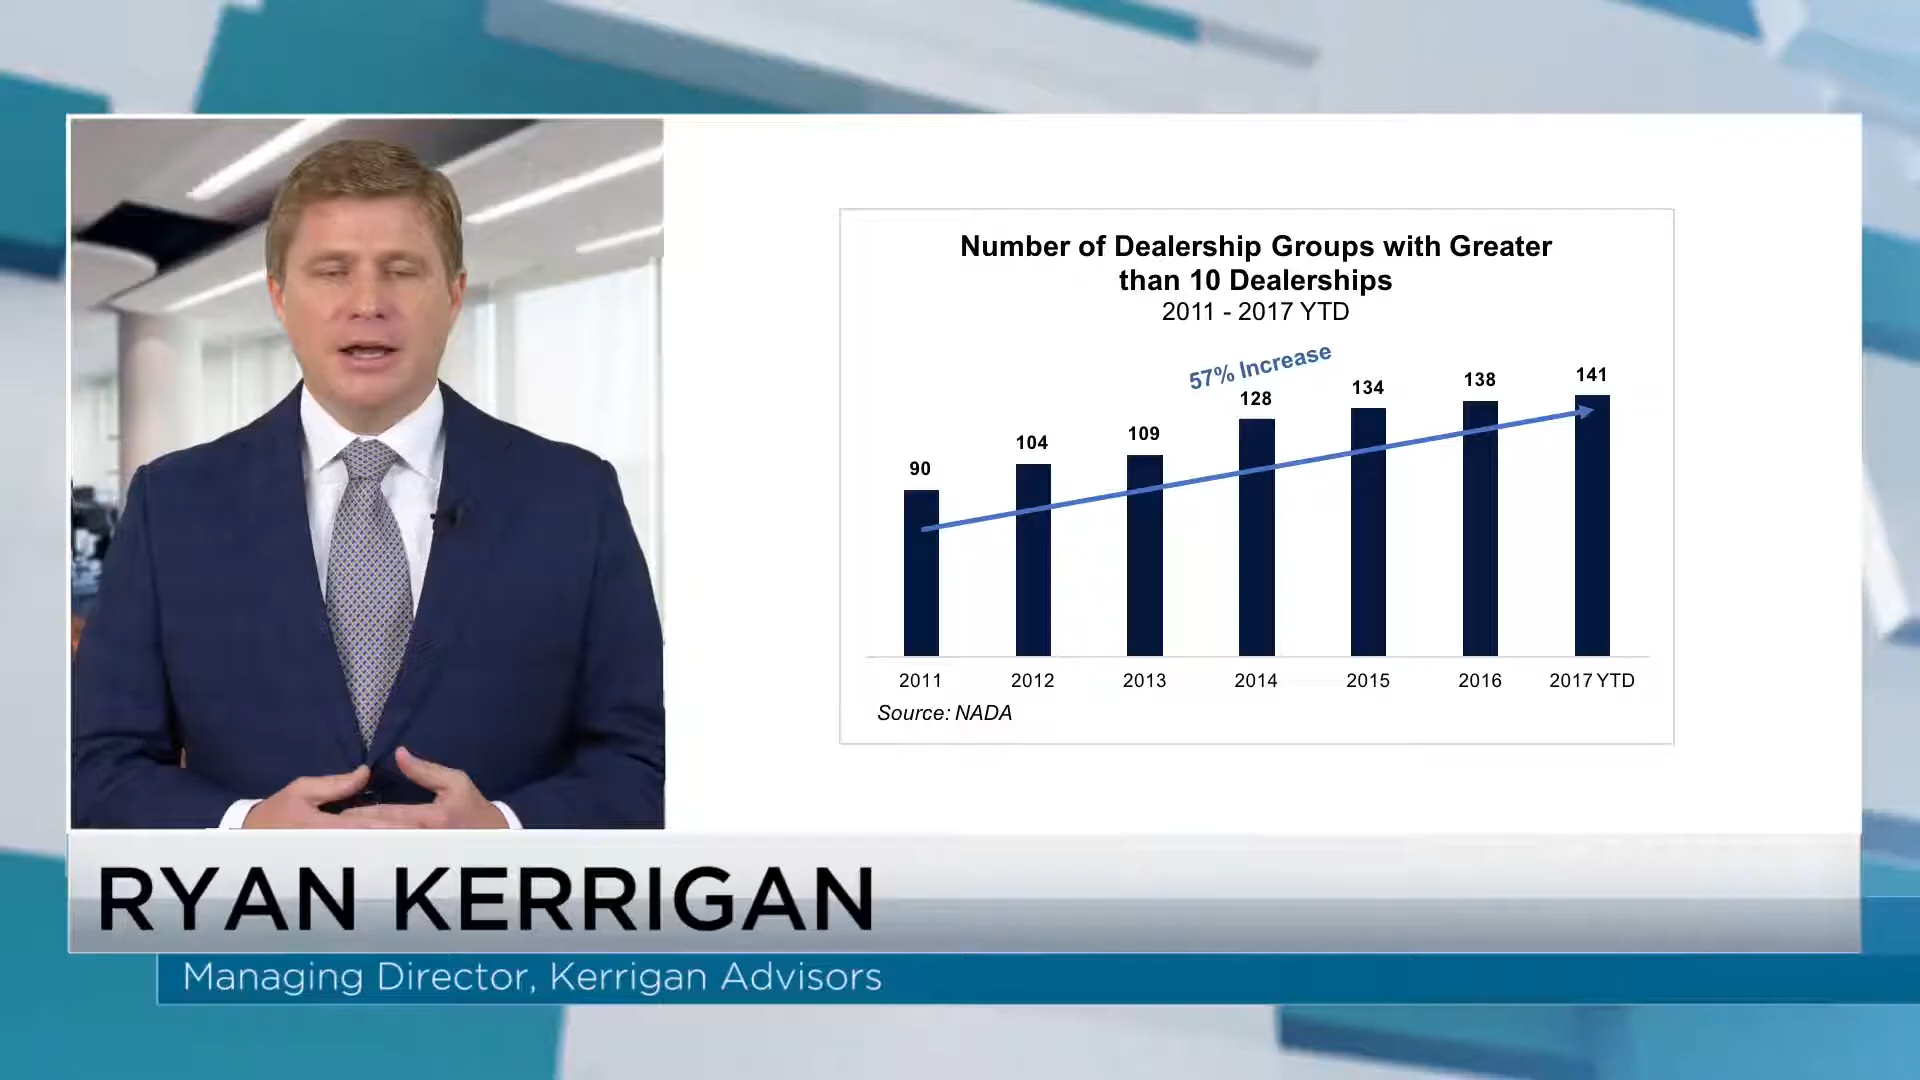 Number of Dealership Groups with Greater
than 10 Dealerships
2011 - 2017 YTD
57% Increase
90
104
109
128
134
138
141
2011
2012
2013
2014
2015
2016
2017 YTD
Source: NADA
RYAN KERRIGAN
Managing Director, Kerrigan Advisors